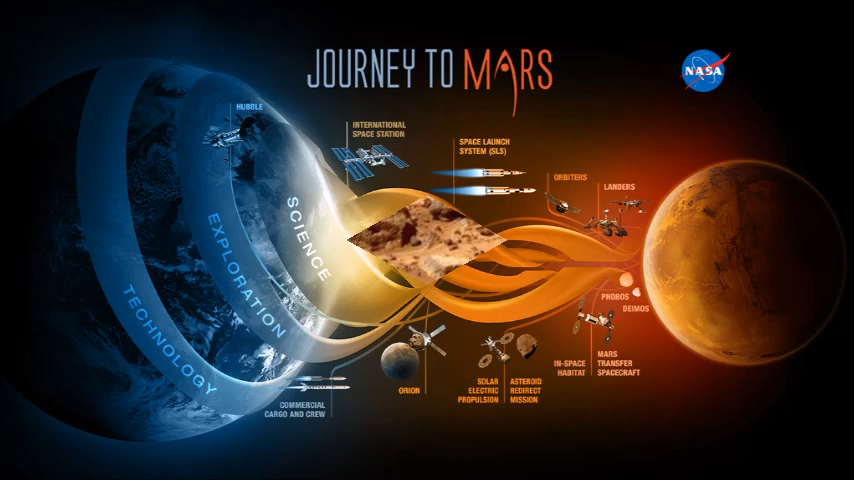 JOURNEY TO MARS
NASA
HUBBLE
INTERNATIONAL
SPACE STATION
SPACE LAUNCH
SYSTEM (SLS)
ORBITERS
LANDERS
SCIENCE
EXPLORATION
TECHNOLOGY
PHOBOS
DEIMOS
COMMERCIAL
CARGO AND CREW
ORION
SOLAR
ELECTRIC
PROPULSION
ASTEROID
REDIRECT
MISSION
IN-SPACE
HABITAT
MARS
TRANSFER
SPACECRAFT